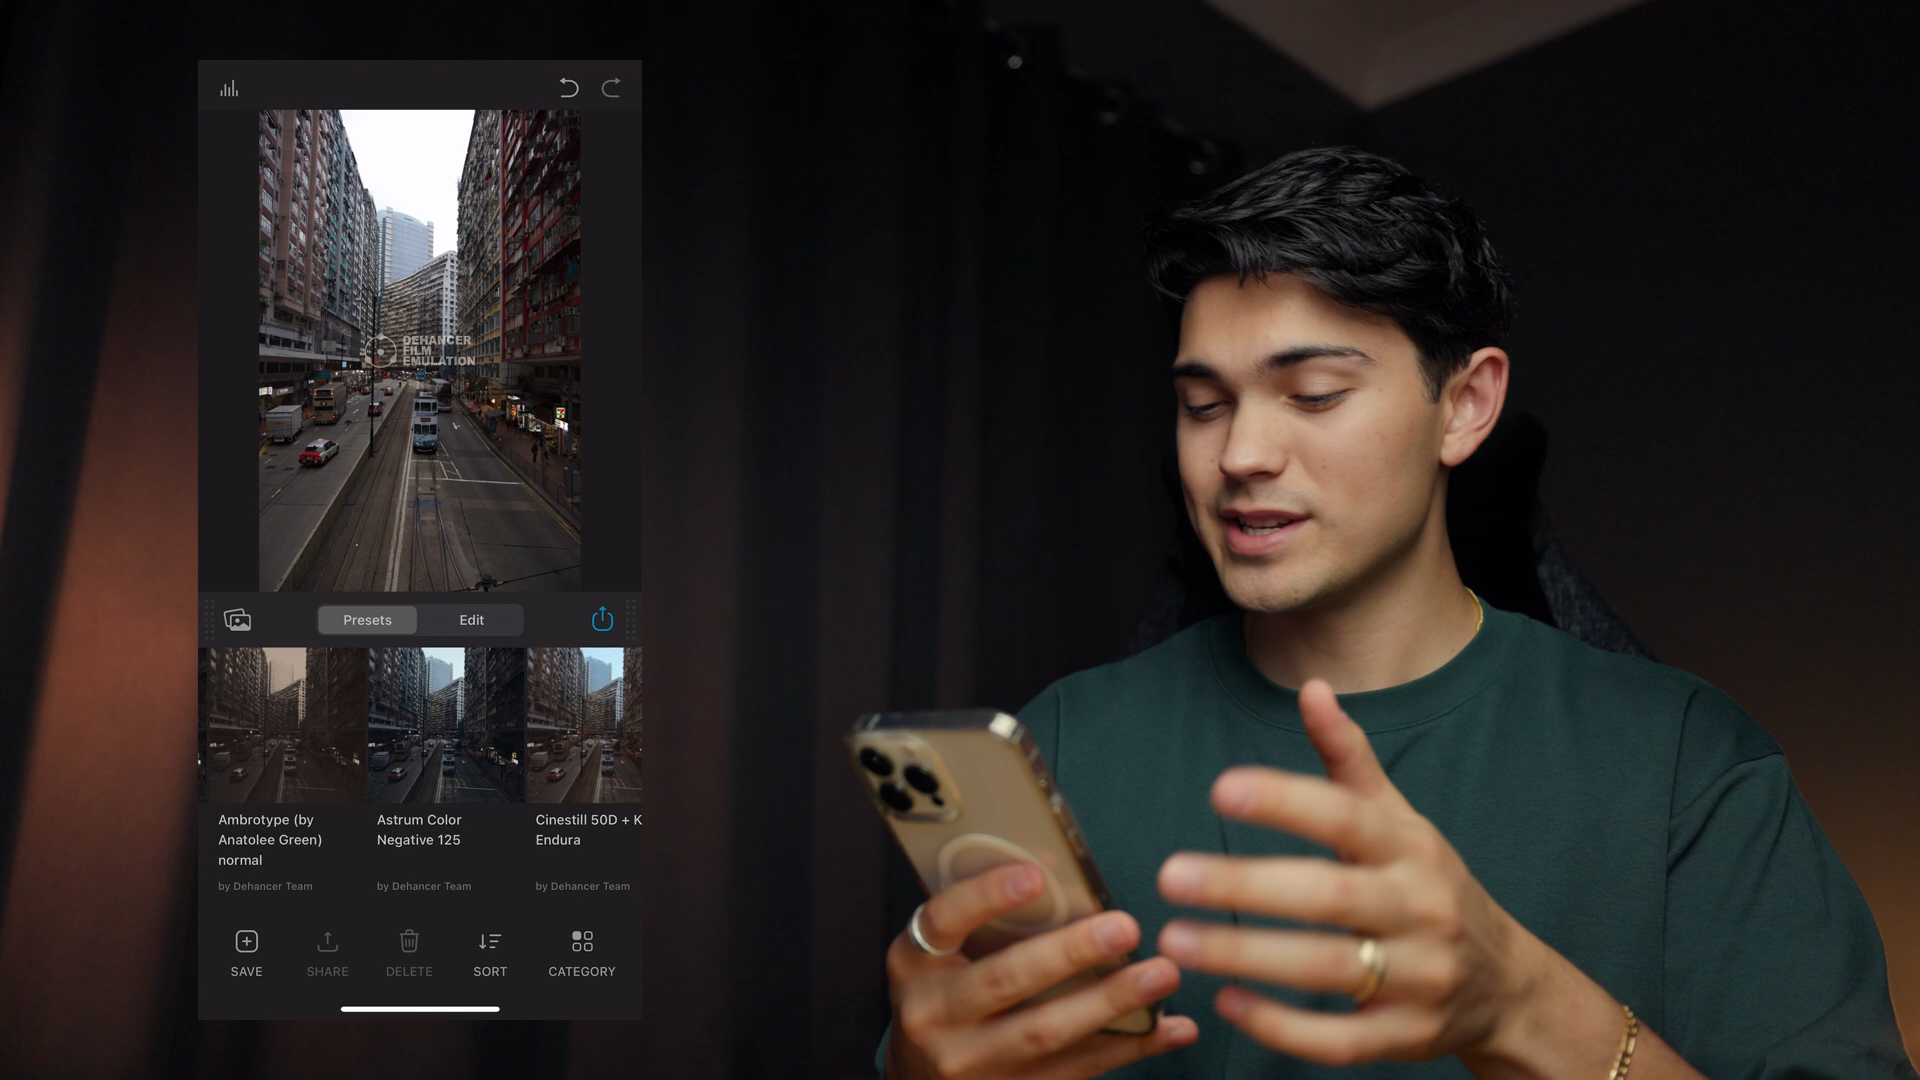 DEHANCER
FILM
EMULATION
Presets
Edit
Ambrotype (by
Anatolee Green)
normal
by Dehancer Team
Astrum Color
Negative 125
by Dehancer Team
Cinestill 50D + K
Endura
by Dehancer Team
SAVE
SHARE
DELETE
SORT
CATEGORY